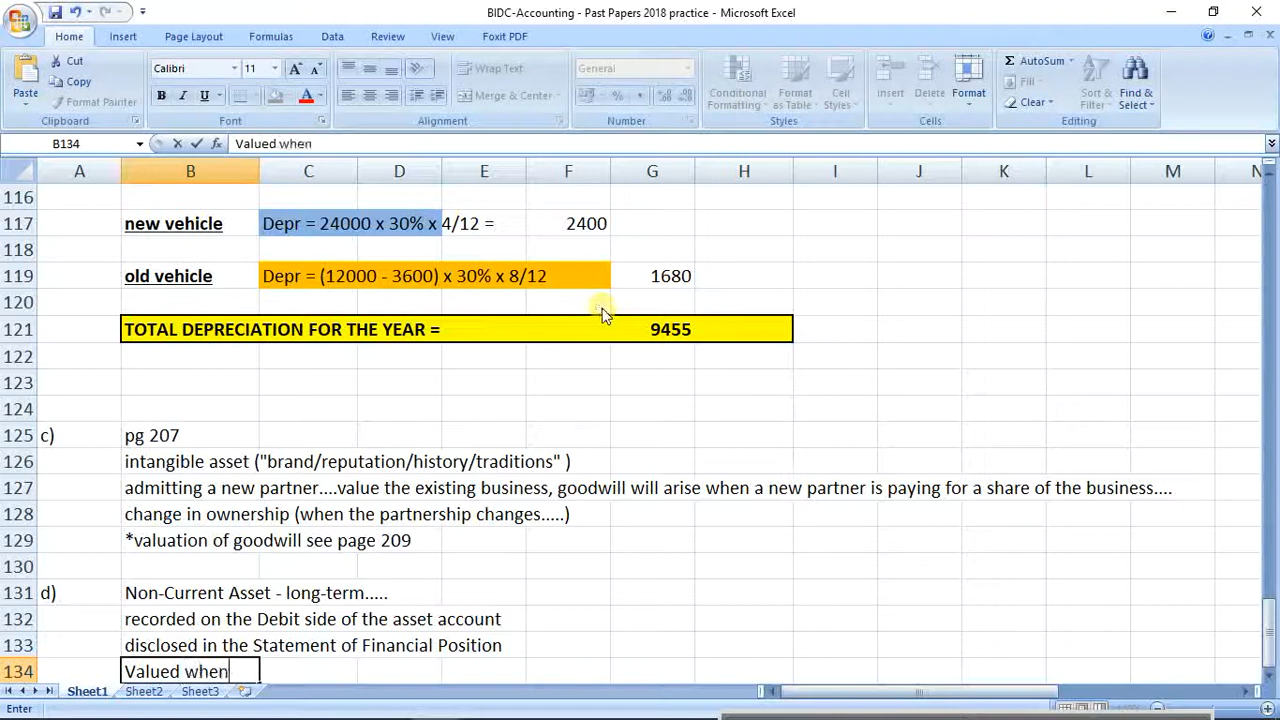 BIDC-Accounting - Past Papers 2018 practice - Microsoft Excel
Home Insert Page Layout Formulas Data Review View Foxit PDF
Paste Cut Copy Format Painter Clipboard
Calibri 11 A A B I U A Font
Wrap Text Merge & Center Alignment
General % , Number
Conditional Formatting Format as Table Cell Styles Styles
Insert Delete Format Cells
Σ AutoSum Fill Clear Sort & Filter Find & Select Editing
B134 fx Valued when
A B C D E F G H I J K L M N
116
117 new vehicle Depr = 24000 x 30% x 4/12 = 2400
118
119 old vehicle Depr = (12000 - 3600) x 30% x 8/12 1680
120
121 TOTAL DEPRECIATION FOR THE YEAR = 9455
122
123
124
125 c) pg 207
126 intangible asset ("brand/reputation/history/traditions" )
127 admitting a new partner....value the existing business, goodwill will arise when a new partner is paying for a share of the business....
128 change in ownership (when the partnership changes.....)
129 *valuation of goodwill see page 209
130
131 d) Non-Current Asset - long-term.....
132 recorded on the Debit side of the asset account
133 disclosed in the Statement of Financial Position
134 Valued when
Sheet1 Sheet2 Sheet3
Enter